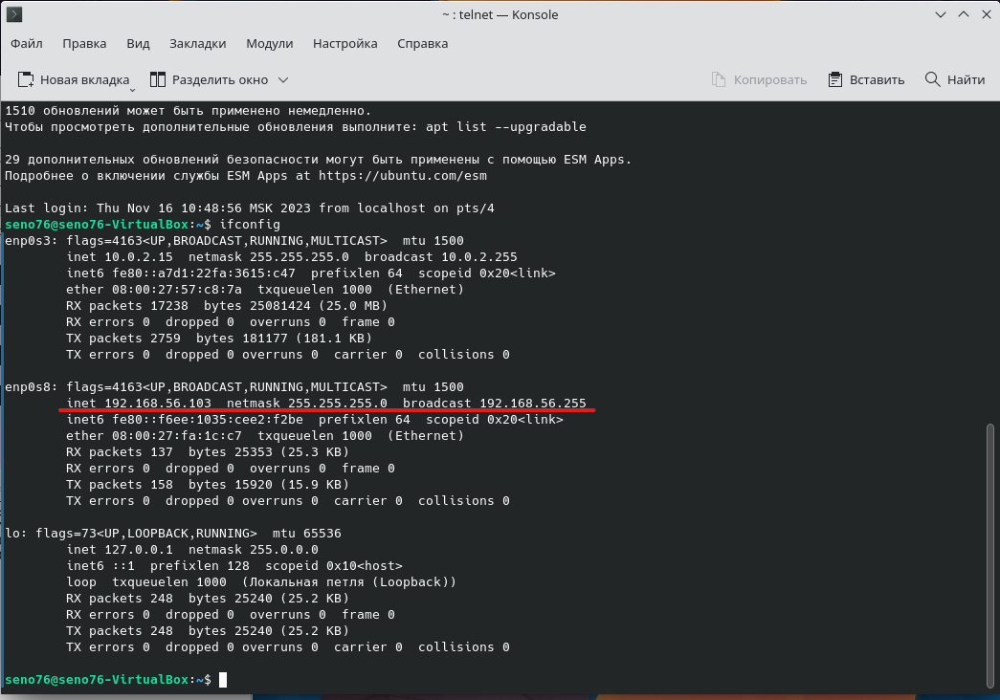 ~ : telnet — Konsole
Файл Правка Вид Закладки Модули Настройка Справка
Новая вкладка Разделить окно Копировать Вставить Найти
1510 обновлений может быть применено немедленно.
Чтобы просмотреть дополнительные обновления выполните: apt list --upgradable
29 дополнительных обновлений безопасности могут быть применены с помощью ESM Apps.
Подробнее о включении службы ESM Apps at https://ubuntu.com/esm
Last login: Thu Nov 16 10:48:56 MSK 2023 from localhost on pts/4
seno76@seno76-VirtualBox:~$ ifconfig
enp0s3: flags=4163<UP,BROADCAST,RUNNING,MULTICAST>  mtu 1500
        inet 10.0.2.15  netmask 255.255.255.0  broadcast 10.0.2.255
        inet6 fe80::a7d1:22fa:3615:c47  prefixlen 64  scopeid 0x20<link>
        ether 08:00:27:57:c8:7a  txqueuelen 1000  (Ethernet)
        RX packets 17238  bytes 25081424 (25.0 MB)
        RX errors 0  dropped 0  overruns 0  frame 0
        TX packets 2759  bytes 181177 (181.1 KB)
        TX errors 0  dropped 0 overruns 0  carrier 0  collisions 0
enp0s8: flags=4163<UP,BROADCAST,RUNNING,MULTICAST>  mtu 1500
        inet 192.168.56.103  netmask 255.255.255.0  broadcast 192.168.56.255
        inet6 fe80::f6ee:1035:cee2:f2be  prefixlen 64  scopeid 0x20<link>
        ether 08:00:27:fa:1c:c7  txqueuelen 1000  (Ethernet)
        RX packets 137  bytes 25353 (25.3 KB)
        RX errors 0  dropped 0  overruns 0  frame 0
        TX packets 158  bytes 15920 (15.9 KB)
        TX errors 0  dropped 0 overruns 0  carrier 0  collisions 0
lo: flags=73<UP,LOOPBACK,RUNNING>  mtu 65536
        inet 127.0.0.1  netmask 255.0.0.0
        inet6 ::1  prefixlen 128  scopeid 0x10<host>
        loop  txqueuelen 1000  (Локальная петля (Loopback))
        RX packets 248  bytes 25240 (25.2 KB)
        RX errors 0  dropped 0  overruns 0  frame 0
        TX packets 248  bytes 25240 (25.2 KB)
        TX errors 0  dropped 0 overruns 0  carrier 0  collisions 0
seno76@seno76-VirtualBox:~$